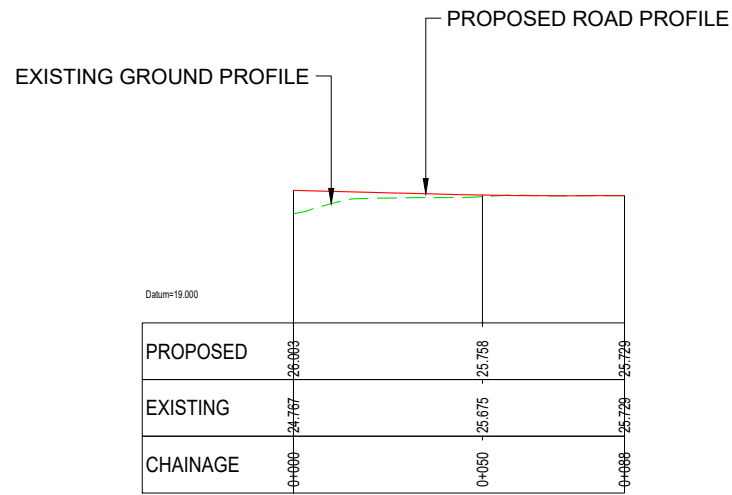 PROPOSED ROAD PROFILE
EXISTING GROUND PROFILE
Datum=19.000
PROPOSED 26.003 25.758 25.729
EXISTING 24.767 25.675 25.729
CHAINAGE 0+000 0+050 0+088